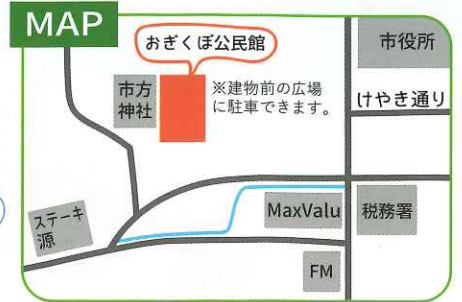 MAP
おぎくぼ公民館
市役所
市方
神社
※建物前の広場
に駐車できます。
けやき通り
ステーキ
源
MaxValu
税務署
FM